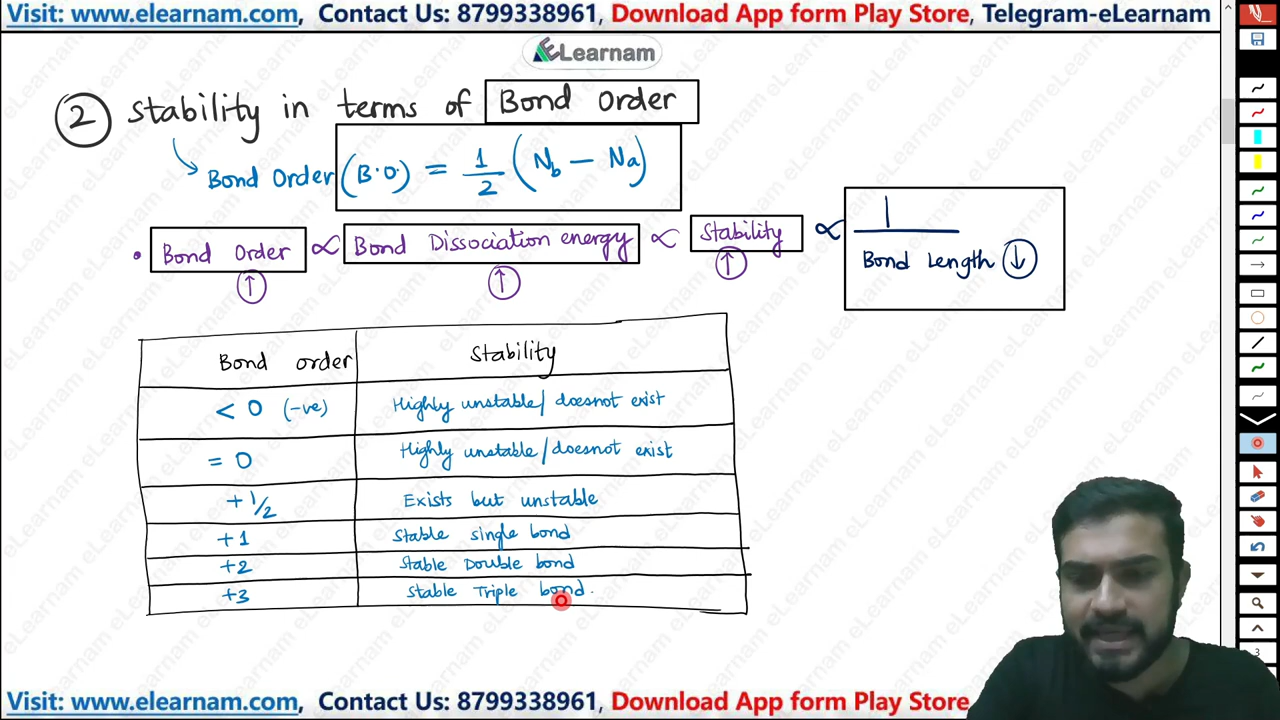 Visit: www.elearnam.com, Contact Us: 8799338961, Download App form Play Store, Telegram-eLearnam
ELearnam
② Stability in terms of Bond Order
Bond Order (B.O) = 1/2 (Nb - Na)
• Bond Order ∝ Bond Dissociation energy ∝ Stability ∝ 1/Bond Length ↓
↑ ↑ ↑
Bond order Stability
< 0 (-ve) Highly unstable/ doesnot exist
= 0 Highly unstable/doesnot exist
+1/2 Exists but unstable
+1 Stable single bond
+2 Stable Double bond
+3 Stable Triple bond.
3
Visit: www.elearnam.com, Contact Us: 8799338961, Download App form Play Store,